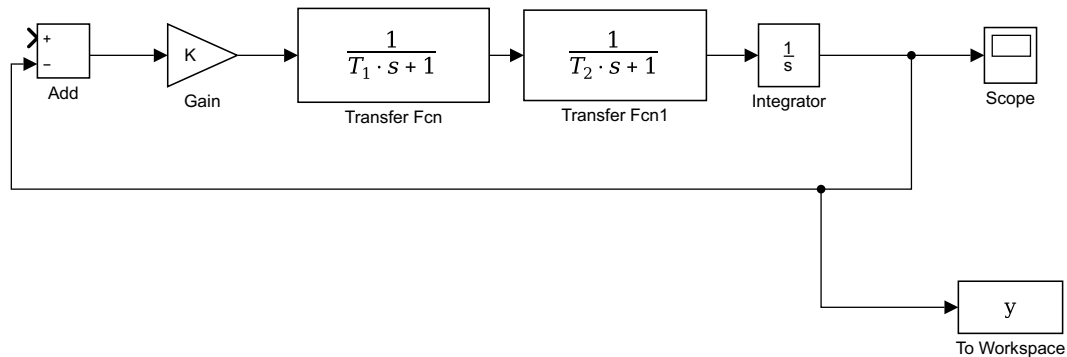 +
−
Add
K
Gain
1
T₁ · s + 1
Transfer Fcn
1
T₂ · s + 1
Transfer Fcn1
1
s
Integrator
Scope
y
To Workspace